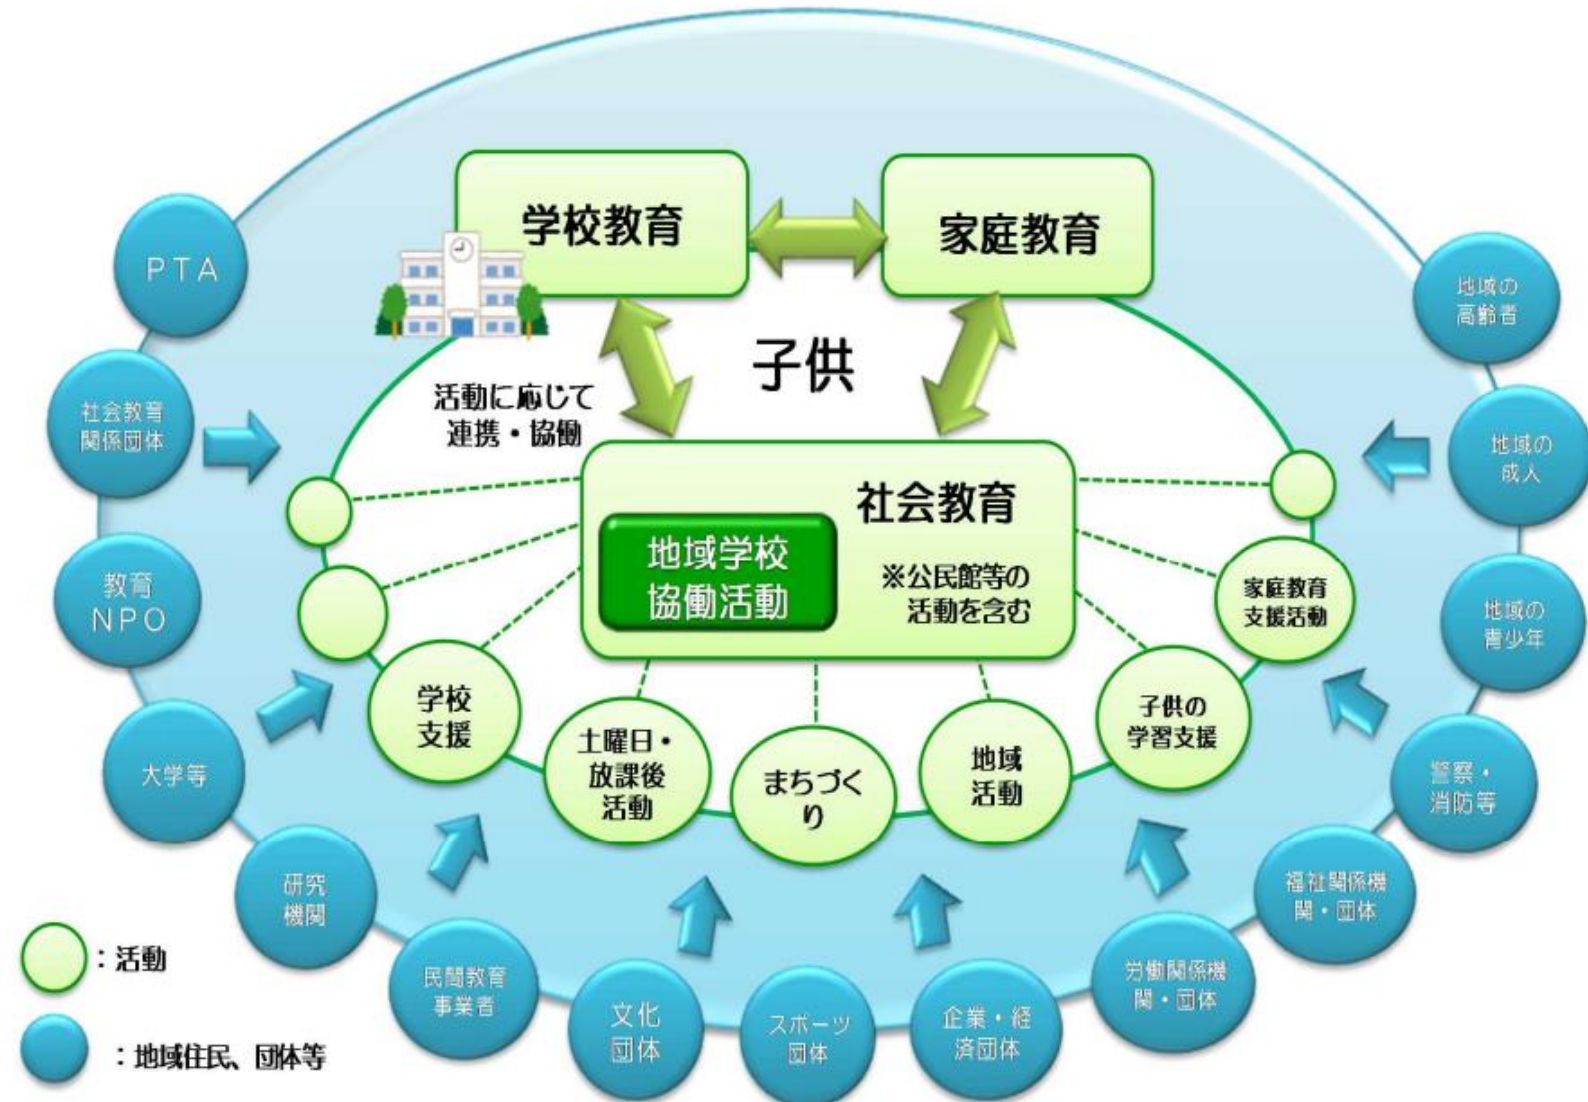 学校教育
家庭教育
子供
活動に応じて
連携・協働
社会教育
地域学校
協働活動
※公民館等の
活動を含む
学校
支援
土曜日・
放課後
活動
まちづく
り
地域
活動
子供の
学習支援
家庭教育
支援活動
PTA
社会教育
関係団体
教育
NPO
大学等
研究
機関
民間教育
事業者
文化
団体
スポーツ
団体
企業・経
済団体
労働関係機
関・団体
福祉関係機
関・団体
警察・
消防等
地域の
青少年
地域の
成人
地域の
高齢者
：活動
：地域住民、団体等